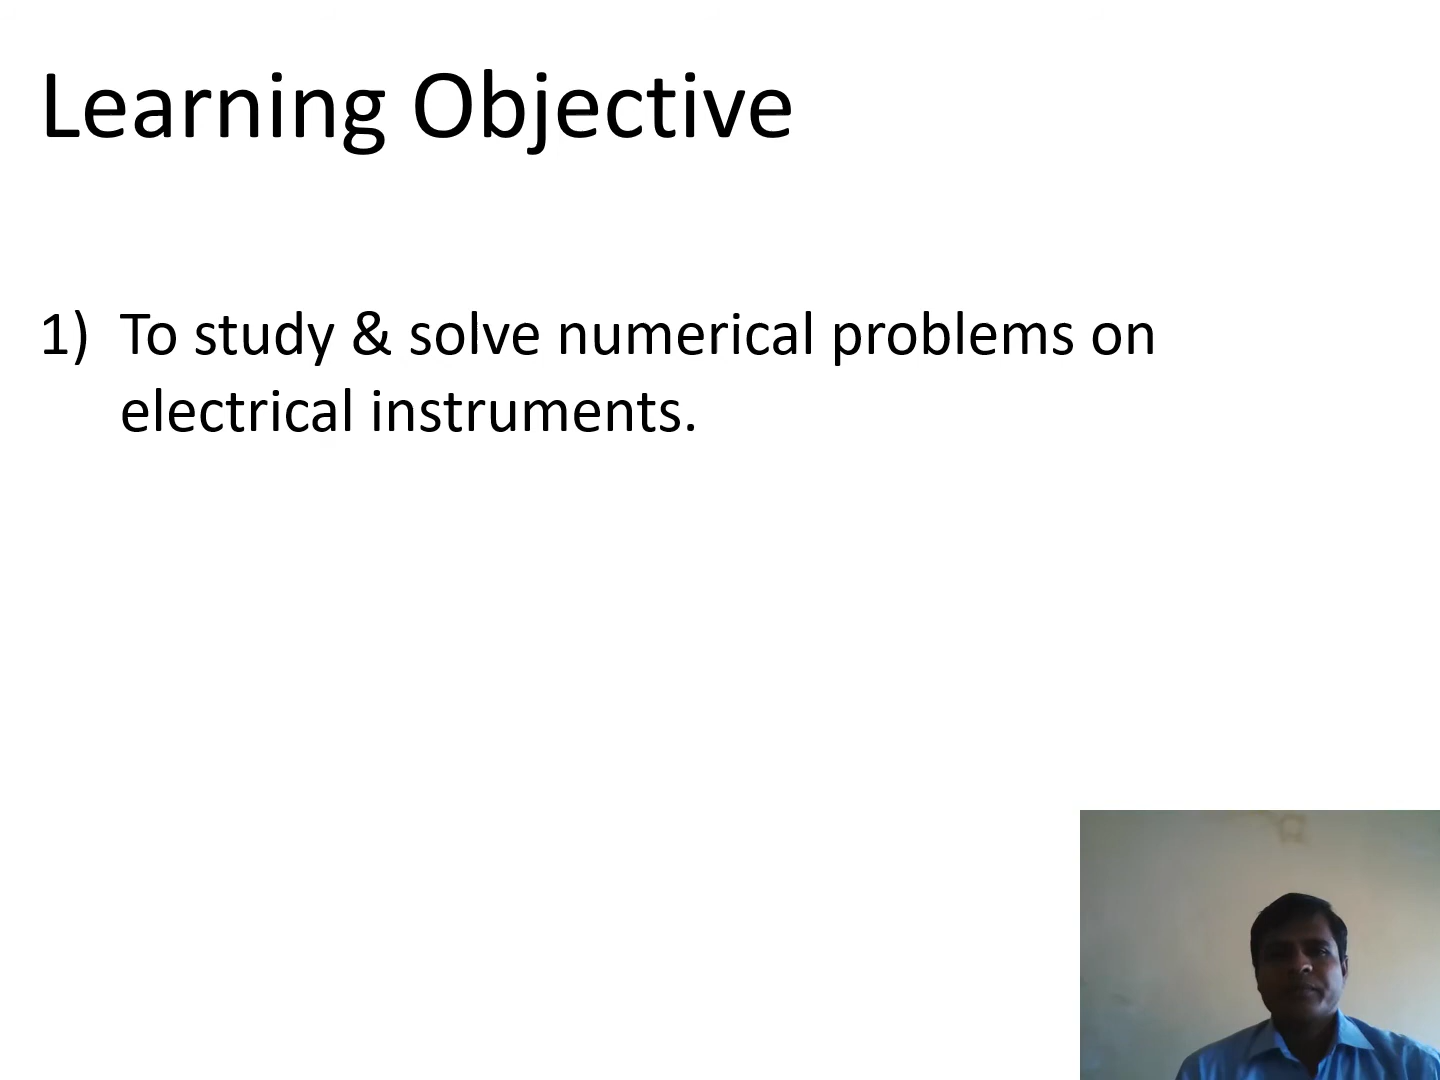 Learning Objective
1) To study & solve numerical problems on
electrical instruments.